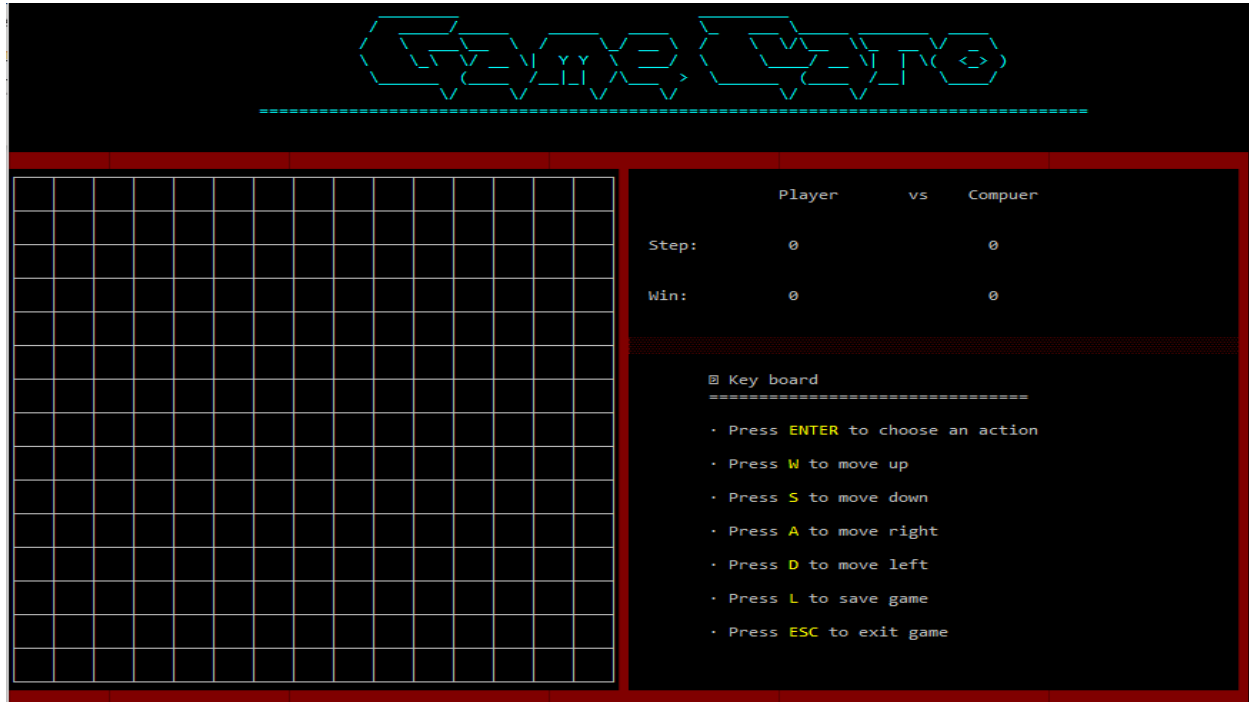 Game Caro
Player vs Compuer
Step: 0 0
Win: 0 0
Key board
· Press ENTER to choose an action
· Press W to move up
· Press S to move down
· Press A to move right
· Press D to move left
· Press L to save game
· Press ESC to exit game